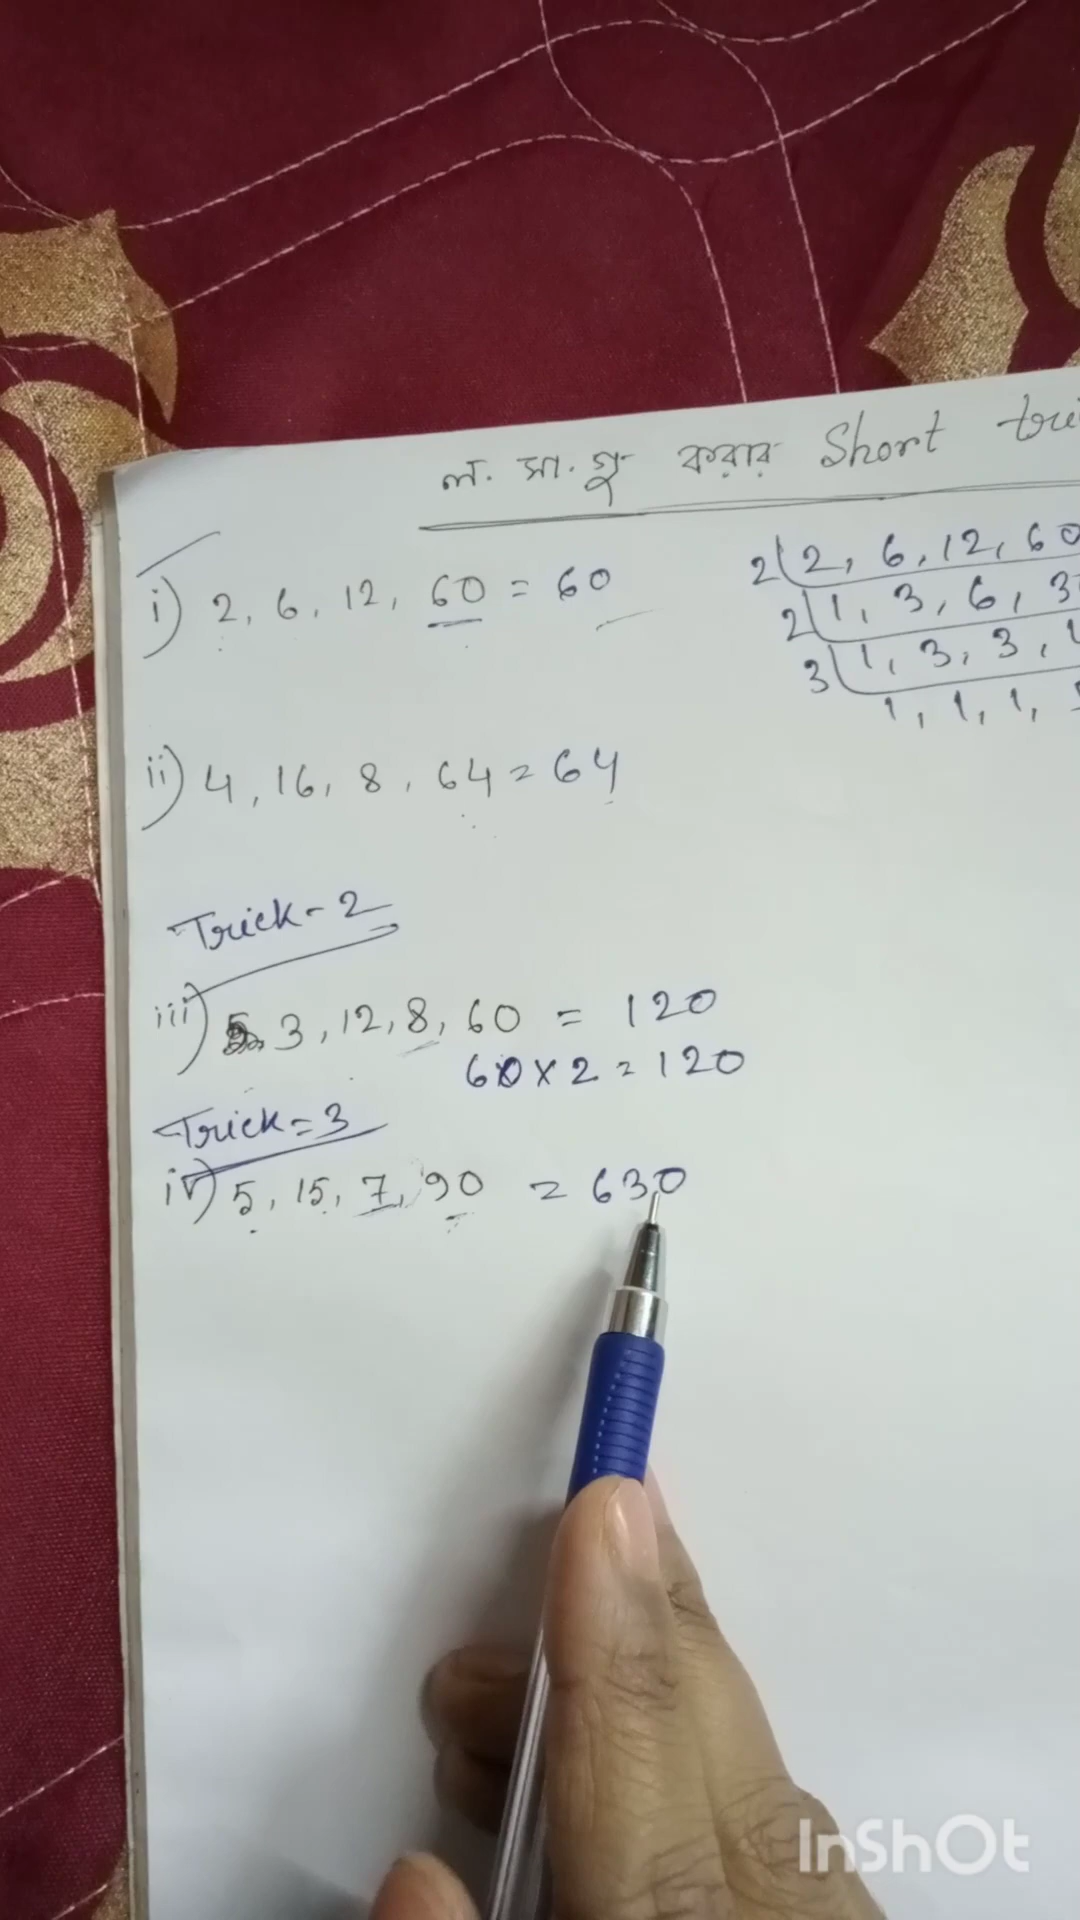 ল. সা. গু করার Short
i) 2, 6, 12, 60 = 60
2 2, 6, 12, 60
2 1, 3, 6, 3
3 1, 3, 3,
1, 1, 1,
ii) 4, 16, 8, 64 = 64
Trick - 2
iii) 3, 12, 8, 60 = 120
60 x 2 = 120
Trick = 3
iv) 5, 15, 7, 90 = 630
InShOt